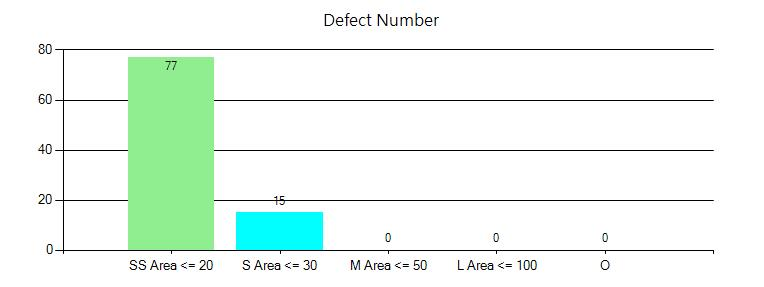 Defect Number
80
60
40
20
0
77
15
0
0
0
SS Area <= 20
S Area <= 30
M Area <= 50
L Area <= 100
O